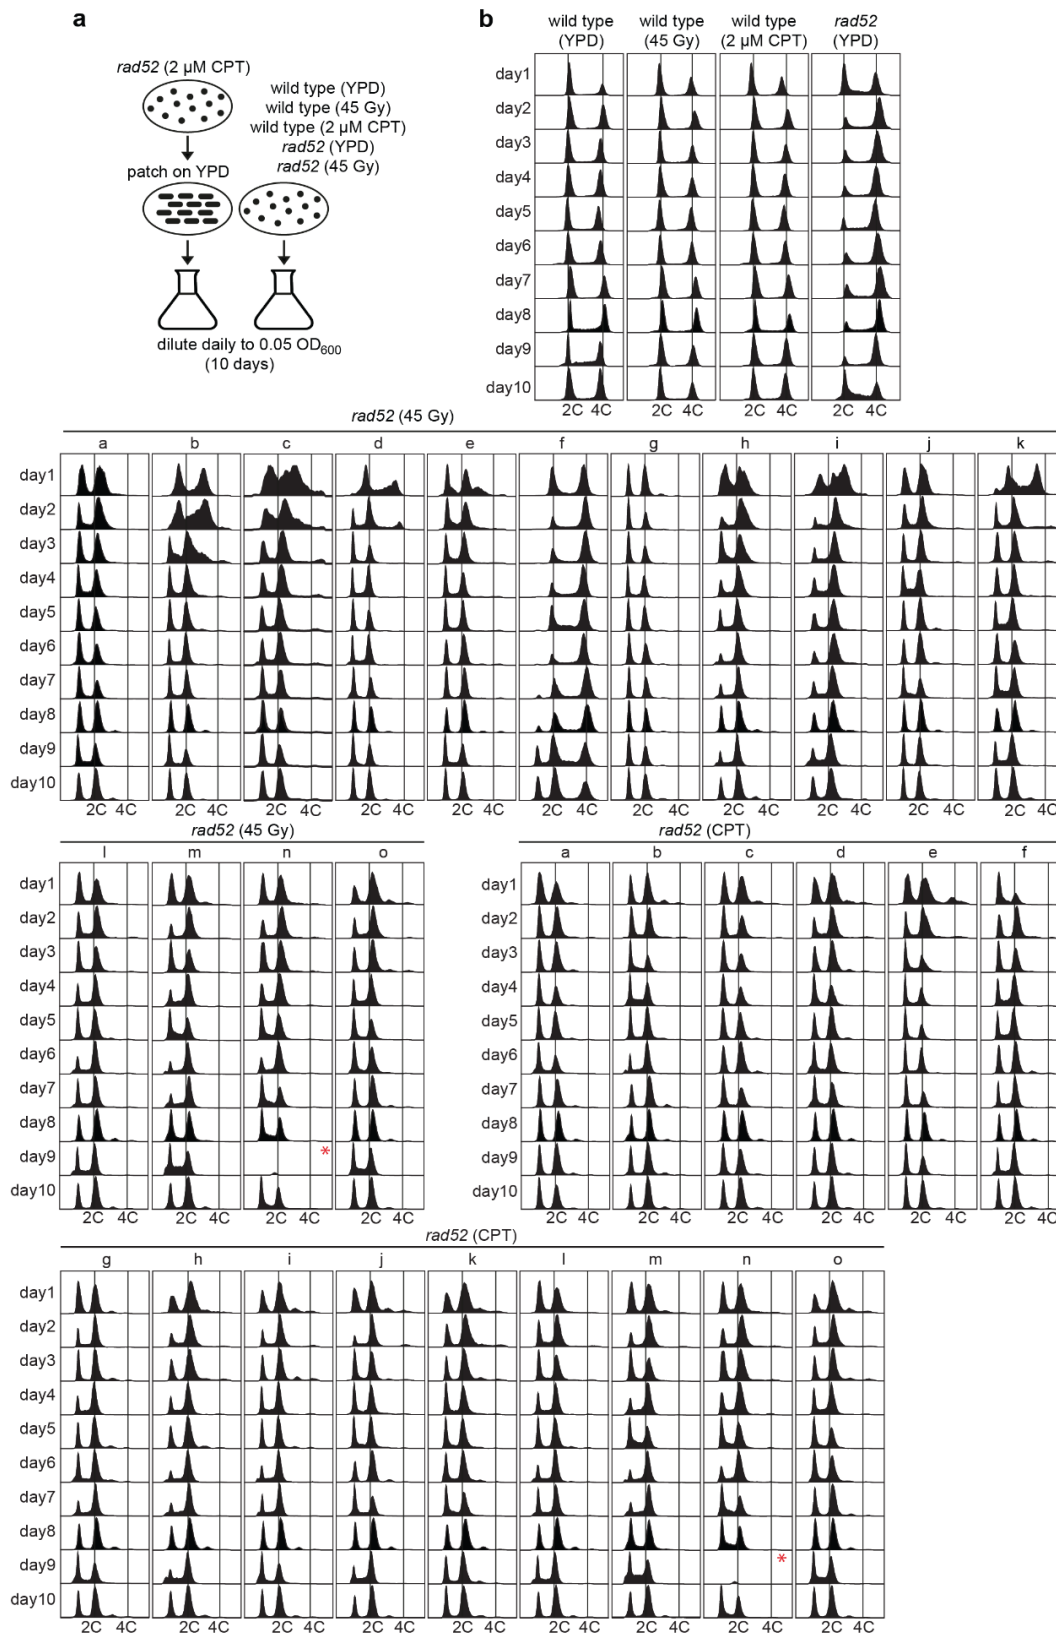 a
rad52 (2 µM CPT)
wild type (YPD)
wild type (45 Gy)
wild type (2 µM CPT)
rad52 (YPD)
rad52 (45 Gy)
patch on YPD
dilute daily to 0.05 OD600
(10 days)
b
wild type (YPD)
wild type (45 Gy)
wild type (2 µM CPT)
rad52 (YPD)
day1
day2
day3
day4
day5
day6
day7
day8
day9
day10
2C 4C 2C 4C 2C 4C 2C 4C
rad52 (45 Gy)
a b c d e f g h i j k
day1
day2
day3
day4
day5
day6
day7
day8
day9
day10
2C 4C 2C 4C 2C 4C 2C 4C 2C 4C 2C 4C 2C 4C 2C 4C 2C 4C 2C 4C 2C 4C
rad52 (45 Gy)
l m n o
day1
day2
day3
day4
day5
day6
day7
day8
day9 *
day10
2C 4C 2C 4C 2C 4C 2C 4C
rad52 (CPT)
a b c d e f
day1
day2
day3
day4
day5
day6
day7
day8
day9
day10
2C 4C 2C 4C 2C 4C 2C 4C 2C 4C 2C 4C
rad52 (CPT)
g h i j k l m n o
day1
day2
day3
day4
day5
day6
day7
day8
day9 *
day10
2C 4C 2C 4C 2C 4C 2C 4C 2C 4C 2C 4C 2C 4C 2C 4C 2C 4C